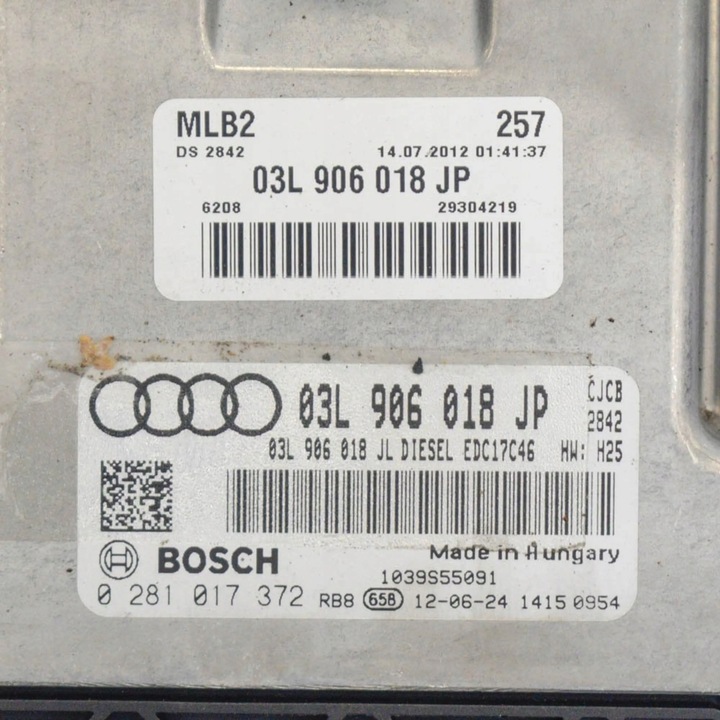 MLB2 257
DS 2842 14.07.2012 01:41:37
03L 906 018 JP
6208 29304219
03L 906 018 JP CJCB
2842
03L 906 018 JL DIESEL EDC17C46 HW: H25
BOSCH Made in Hungary
1039S55091
0 281 017 372 RB8 65B 12-06-24 1415 0954